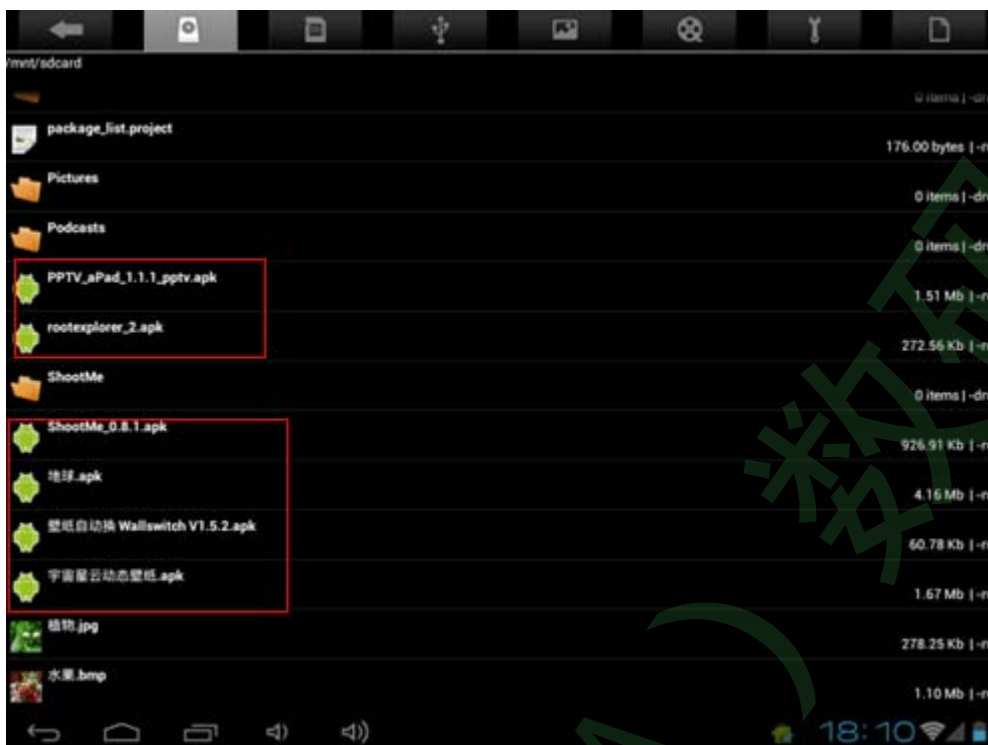 /mnt/sdcard
0 items | -dr
package_list.project
176.00 bytes | -r
Pictures
0 items | -dr
Podcasts
0 items | -dr
PPTV_aPad_1.1.1_pptv.apk
1.51 Mb | -r
rootexplorer_2.apk
272.56 Kb | -r
ShootMe
0 items | -dr
ShootMe_0.8.1.apk
926.91 Kb | -r
地球.apk
4.16 Mb | -r
壁纸自动换 Wallswitch V1.5.2.apk
60.78 Kb | -r
宇宙星云动态壁纸.apk
1.67 Mb | -r
植物.jpg
278.25 Kb | -r
水果.bmp
1.10 Mb | -r
18:10
数码